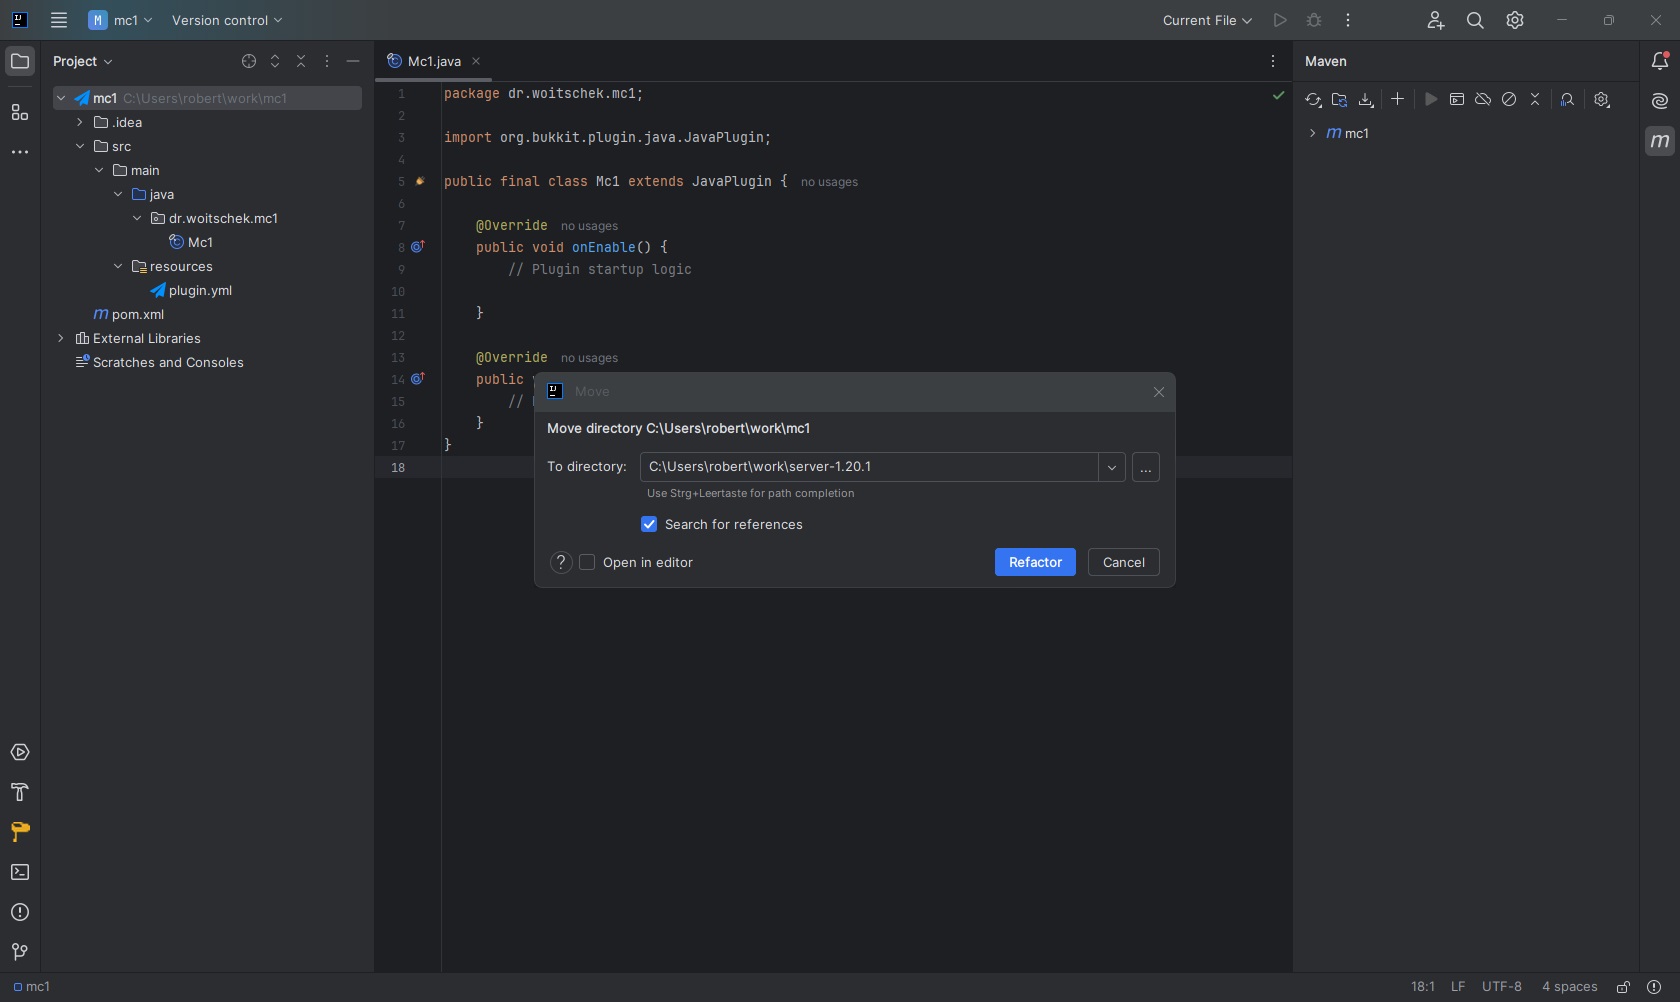 M mc1
Version control
Current File
Project
mc1 C:\Users\robert\work\mc1
.idea
src
main
java
dr.woitschek.mc1
Mc1
resources
plugin.yml
m pom.xml
External Libraries
Scratches and Consoles
Mc1.java
1 package dr.woitschek.mc1;
2
3 import org.bukkit.plugin.java.JavaPlugin;
4
5 public final class Mc1 extends JavaPlugin { no usages
6
7 @Override no usages
8 public void onEnable() {
9 // Plugin startup logic
10
11 }
12
13 @Override no usages
14 public
15 //
16 }
17 }
18
Move
Move directory C:\Users\robert\work\mc1
To directory: C:\Users\robert\work\server-1.20.1
...
Use Strg+Leertaste for path completion
Search for references
? Open in editor
Refactor
Cancel
Maven
m mc1
m
mc1
18:1 LF UTF-8 4 spaces